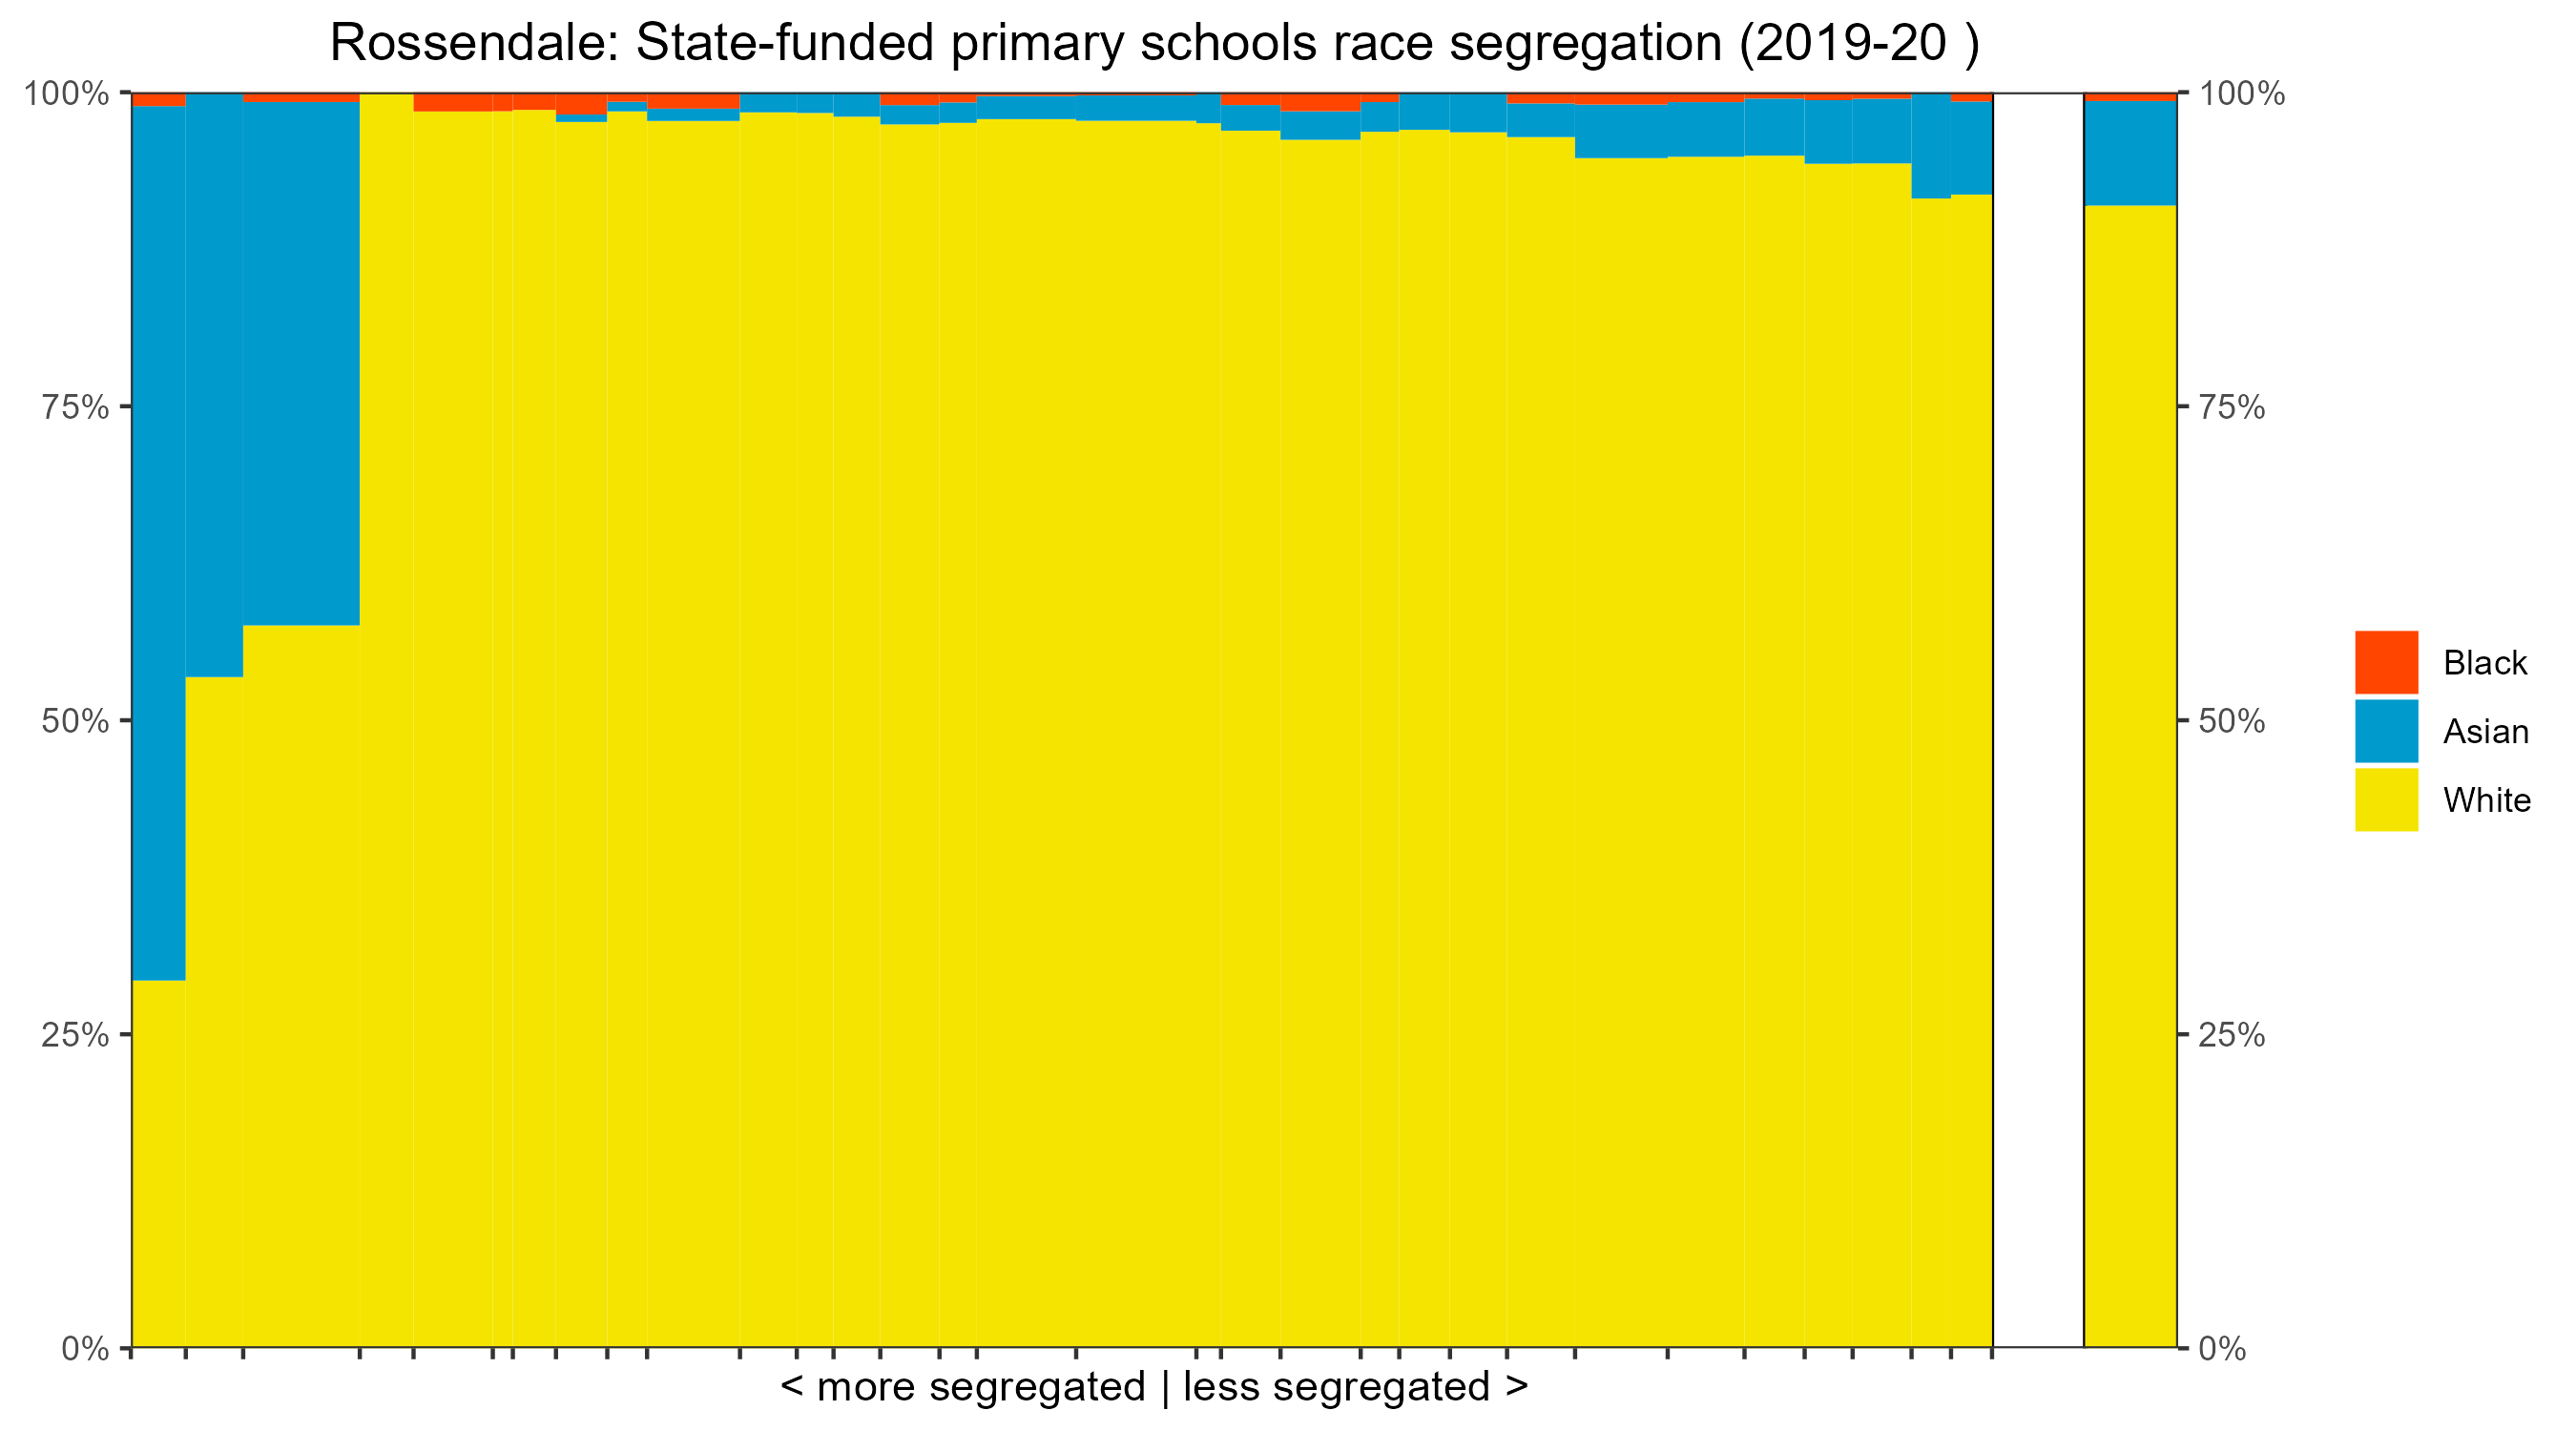 Rossendale: State-funded primary schools race segregation (2019-20 )
100%
75%
50%
25%
0%
100%
75%
50%
25%
0%
Black
Asian
White
< more segregated | less segregated >